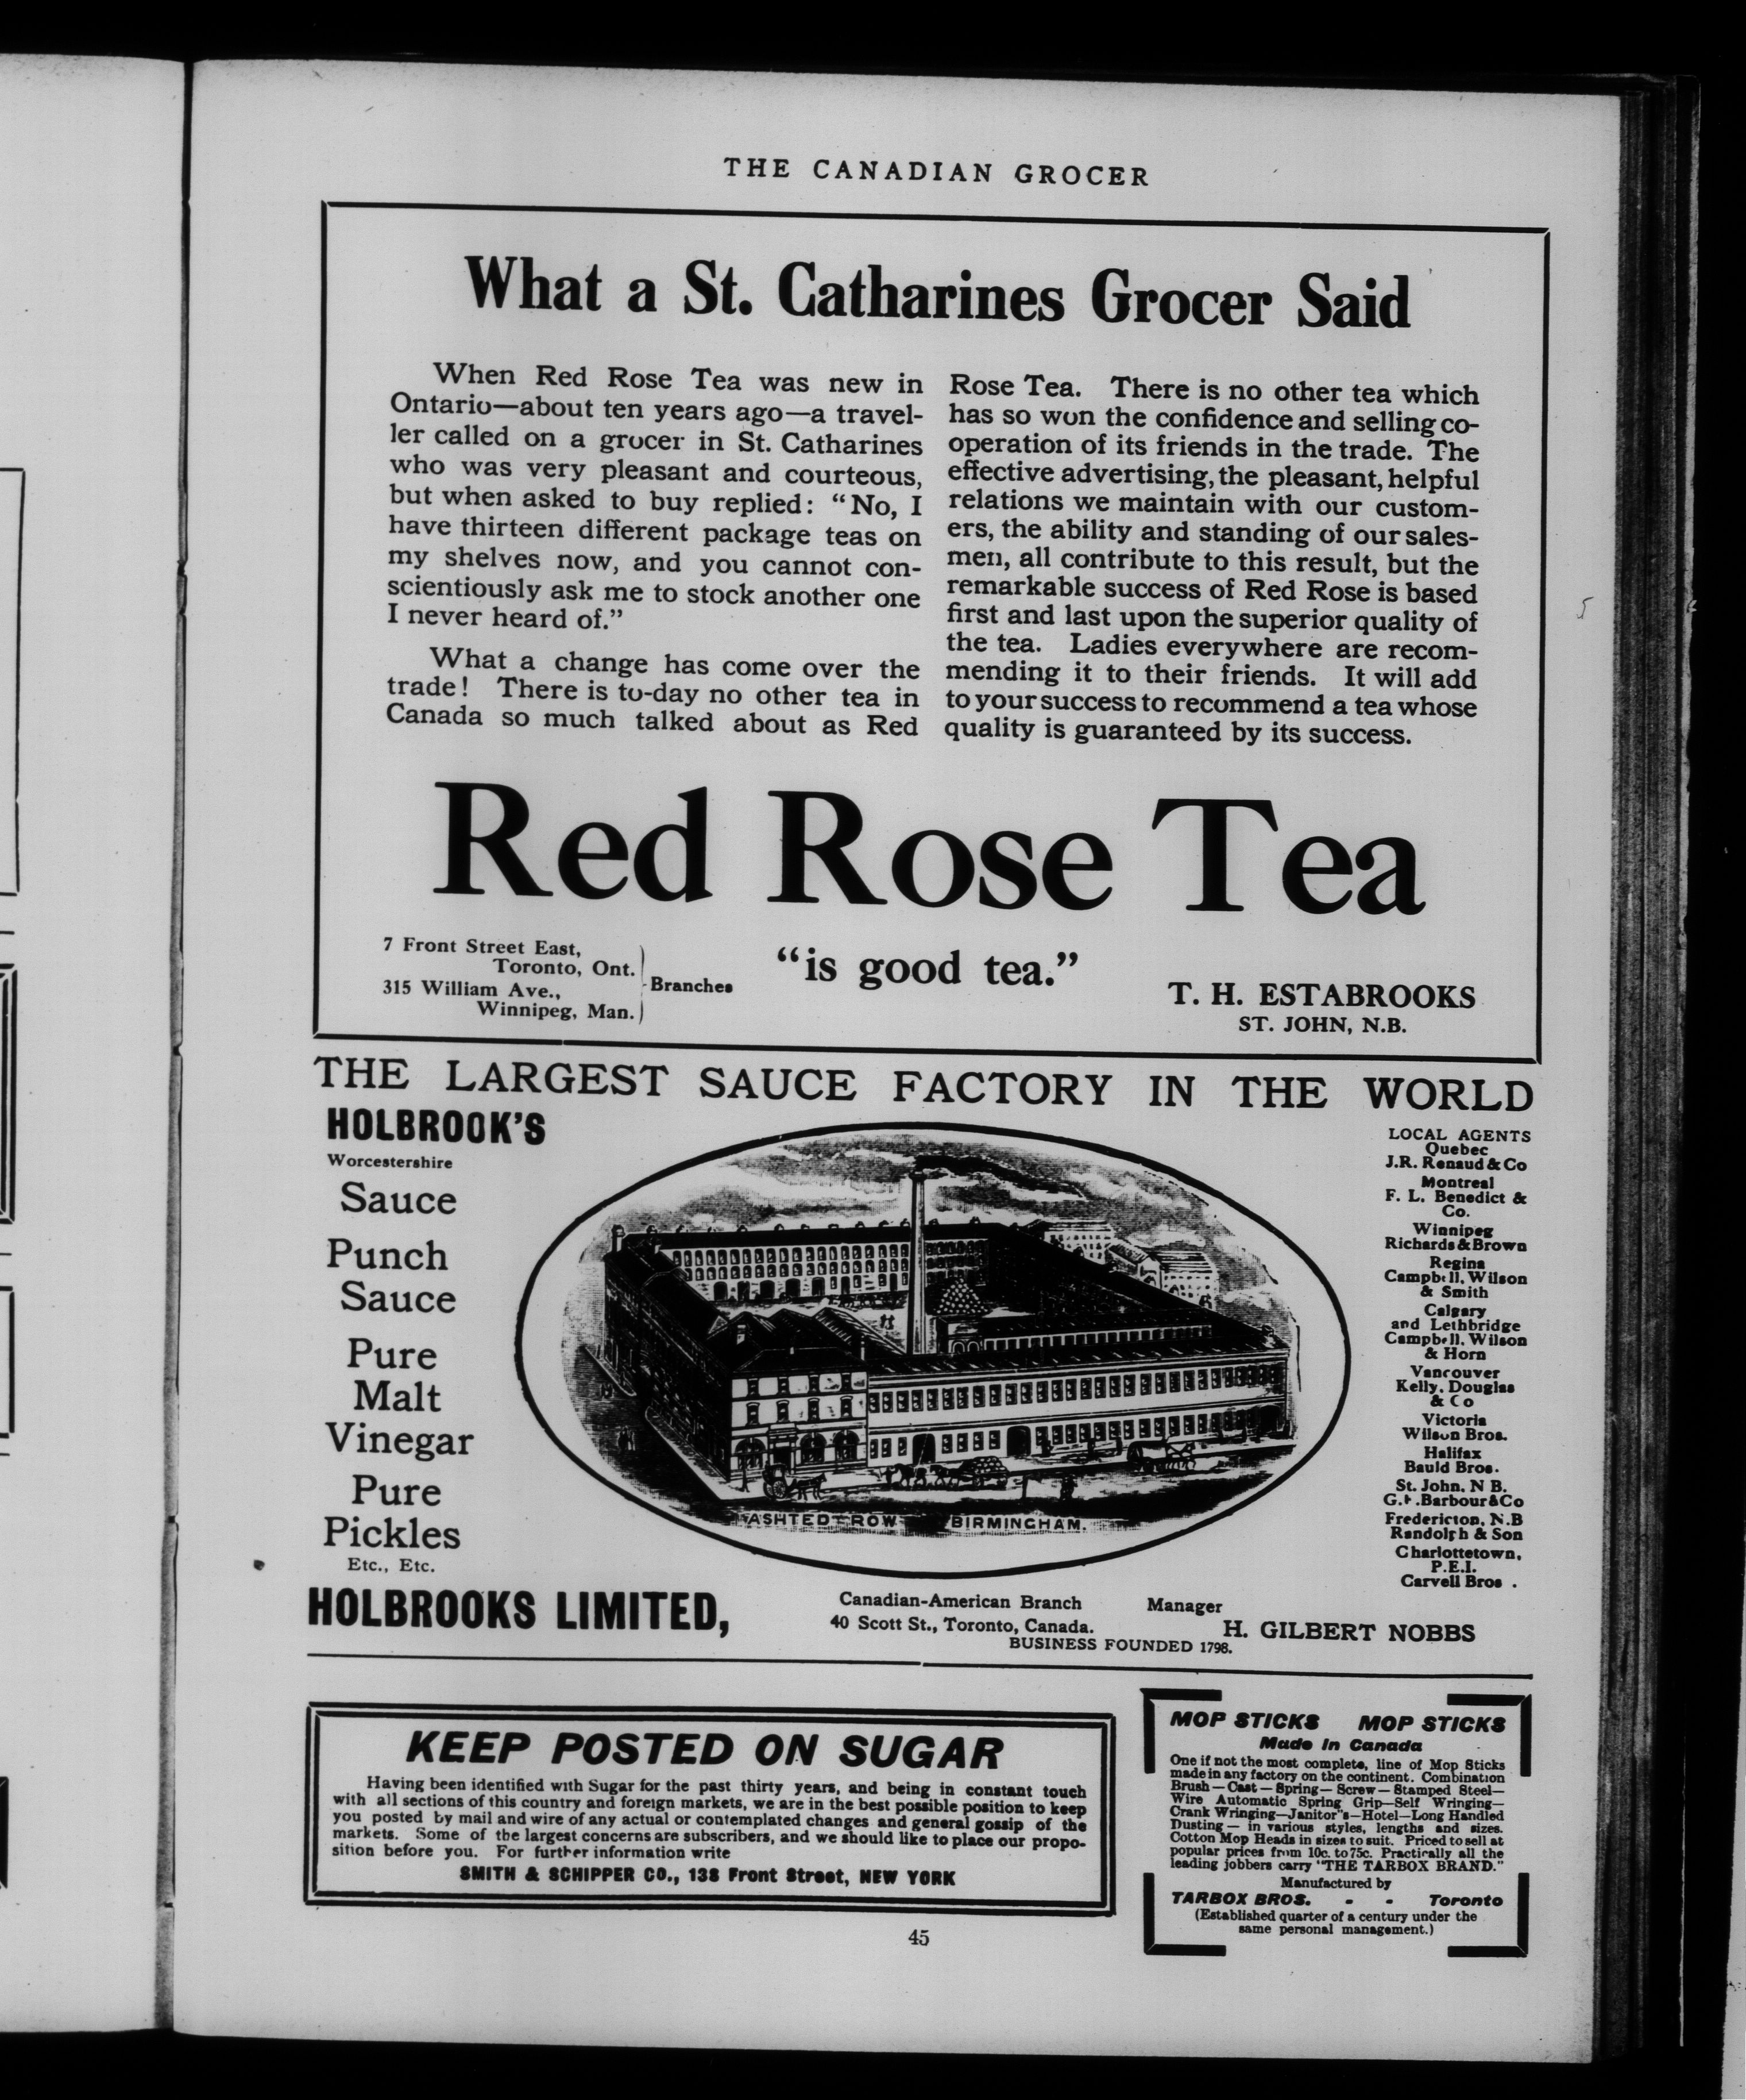 THE CANADIAN GROCER
What a St. Catharines Grocer Said
When Red Rose Tea was new in
Ontario—about ten years ago—a travel-
ler called on a grocer in St. Catharines
who was very pleasant and courteous,
but when asked to buy replied: “No, I
have thirteen different package teas on
my shelves now, and you cannot con-
scientiously ask me to stock another one
I never heard of.”
What a change has come over the
trade! There is to-day no other tea in
Canada so much talked about as Red
Rose Tea. There is no other tea which
has so won the confidence and selling co-
operation of its friends in the trade. The
effective advertising, the pleasant, helpful
relations we maintain with our custom-
ers, the ability and standing of our sales-
men, all contribute to this result, but the
remarkable success of Red Rose is based
first and last upon the superior quality of
the tea. Ladies everywhere are recom-
mending it to their friends. It will add
to your success to recommend a tea whose
quality is guaranteed by its success.
Red Rose Tea
7 Front Street East,
Toronto, Ont.
315 William Ave.,
Winnipeg, Man.
Branches
“is good tea.”
T. H. ESTABROOKS
ST. JOHN, N.B.
THE LARGEST SAUCE FACTORY IN THE WORLD
HOLBROOK'S
Worcestershire
Sauce
Punch
Sauce
Pure
Malt
Vinegar
Pure
Pickles
Etc., Etc.
ASHTED ROW BIRMINGHAM.
LOCAL AGENTS
Quebec
J.R. Renaud & Co
Montreal
F. L. Benedict &
Co.
Winnipeg
Richards & Brown
Regina
Campbell, Wilson
& Smith
Calgary
and Lethbridge
Campbell, Wilson
& Horn
Vancouver
Kelly, Douglas
& Co
Victoria
Wilson Bros.
Halifax
Bauld Bros.
St. John, N B.
G.E.Barbour&Co
Fredericton, N.B
Randolph & Son
Charlottetown,
P.E.I.
Carvell Bros .
HOLBROOKS LIMITED,
Canadian-American Branch
40 Scott St., Toronto, Canada.
Manager
H. GILBERT NOBBS
BUSINESS FOUNDED 1798.
KEEP POSTED ON SUGAR
Having been identified with Sugar for the past thirty years, and being in constant touch
with all sections of this country and foreign markets, we are in the best possible position to keep
you posted by mail and wire of any actual or contemplated changes and general gossip of the
markets. Some of the largest concerns are subscribers, and we should like to place our propo-
sition before you. For further information write
SMITH & SCHIPPER CO., 138 Front Street, NEW YORK
MOP STICKS MOP STICKS
Made in Canada
One if not the most complete, line of Mop Sticks
made in any factory on the continent. Combination
Brush—Cast—Spring—Screw—Stamped Steel—
Wire Automatic Spring Grip—Self Wringing—
Crank Wringing—Janitor"s—Hotel—Long Handled
Dusting—in various styles, lengths and sizes.
Cotton Mop Heads in sizes to suit. Priced to sell at
popular prices from 10c. to 75c. Practically all the
leading jobbers carry "THE TARBOX BRAND."
Manufactured by
TARBOX BROS. - - Toronto
(Established quarter of a century under the
same personal management.)
45